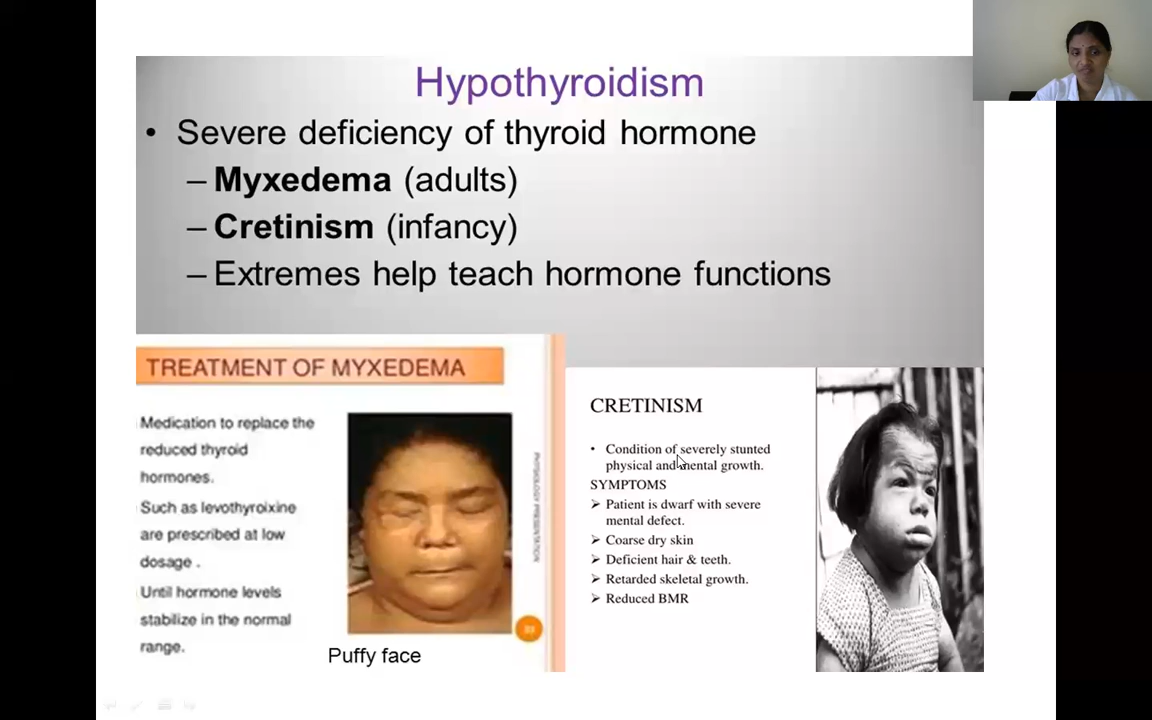 Hypothyroidism
• Severe deficiency of thyroid hormone
– Myxedema (adults)
– Cretinism (infancy)
– Extremes help teach hormone functions
TREATMENT OF MYXEDEMA
Medication to replace the
reduced thyroid
hormones.
Such as levothyroixine
are prescribed at low
dosage .
Until hormone levels
stabilize in the normal
range.
PHYSIOLOGY PRESENTATION
Puffy face
CRETINISM
• Condition of severely stunted
physical and mental growth.
SYMPTOMS
➢ Patient is dwarf with severe
mental defect.
➢ Coarse dry skin
➢ Deficient hair & teeth.
➢ Retarded skeletal growth.
➢ Reduced BMR